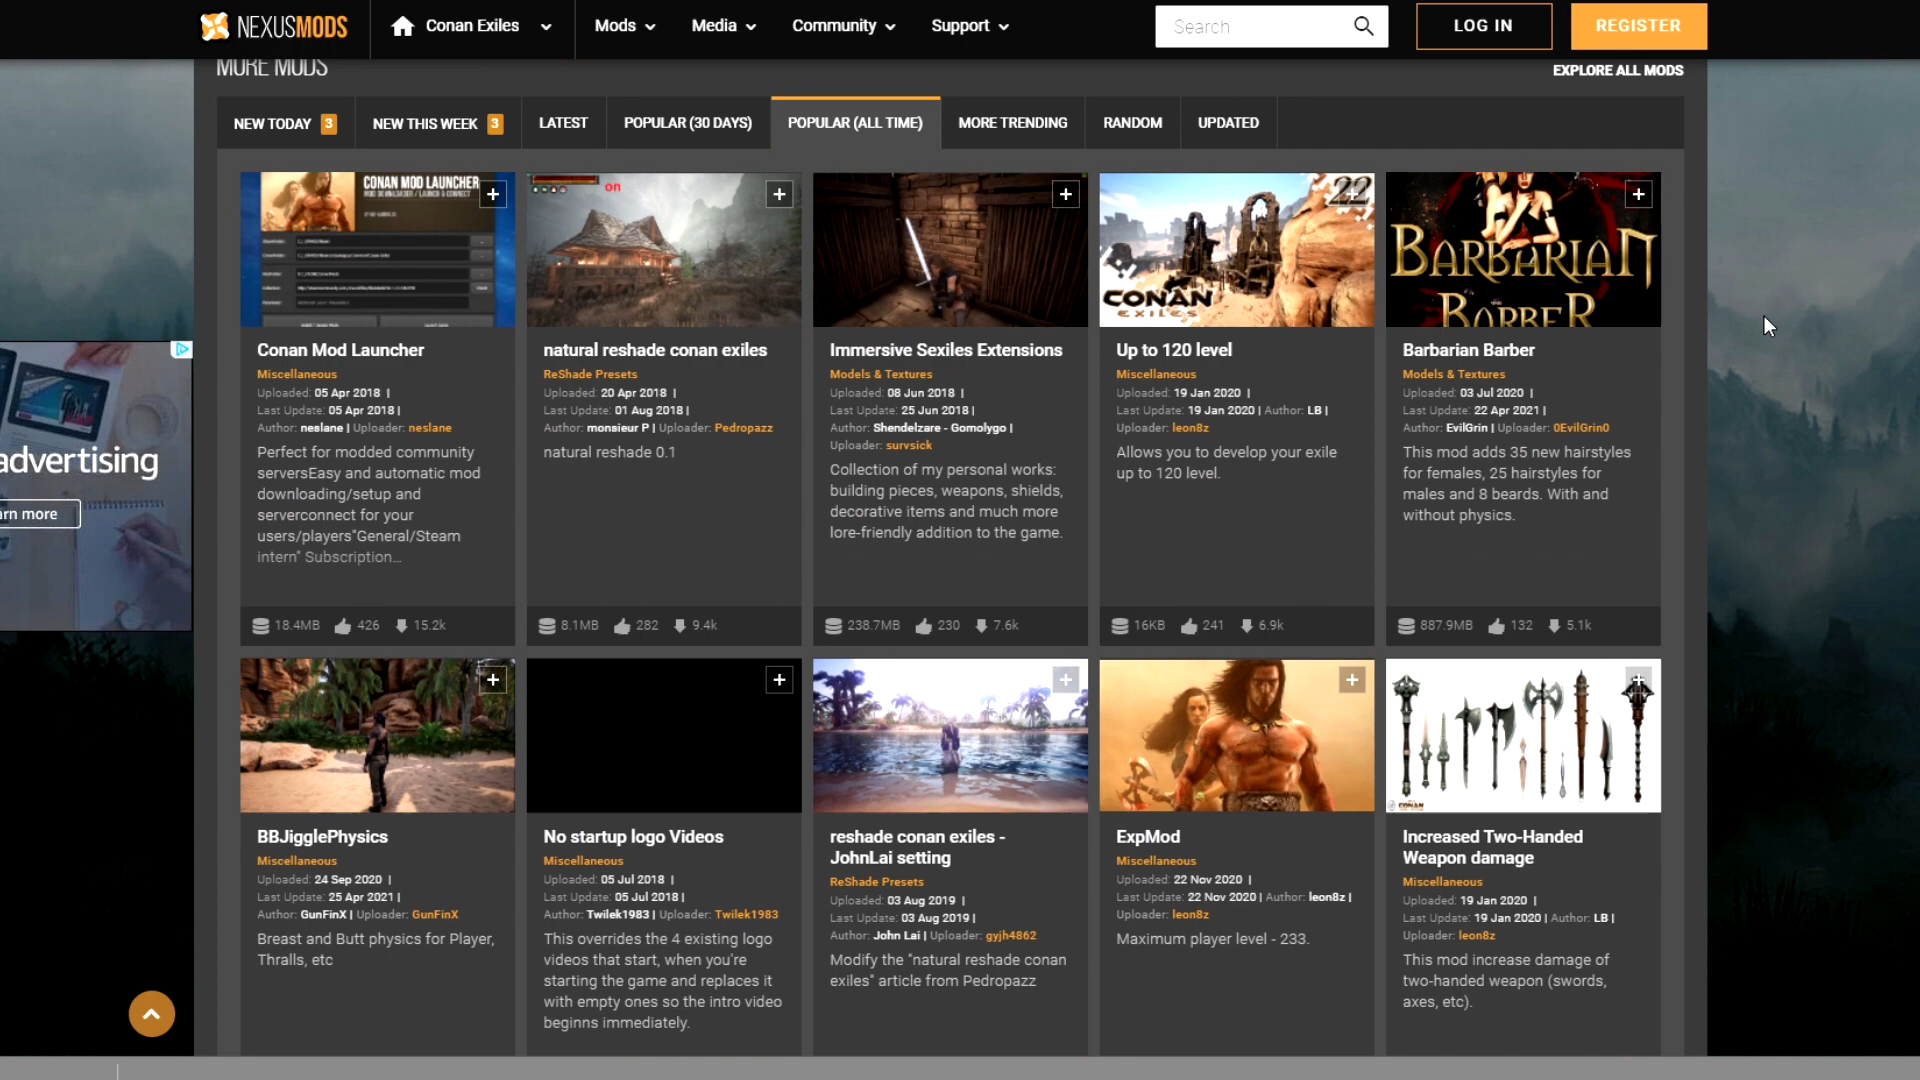 NEXUSMODS
Conan Exiles
Mods
Media
Community
Support
Search
LOG IN
REGISTER
MORE MODS
EXPLORE ALL MODS
NEW TODAY 3
NEW THIS WEEK 3
LATEST
POPULAR (30 DAYS)
POPULAR (ALL TIME)
MORE TRENDING
RANDOM
UPDATED
CONAN MOD LAUNCHER
Conan Mod Launcher
Miscellaneous
Uploaded: 05 Apr 2018 |
Last Update: 05 Apr 2018 |
Author: neslane | Uploader: neslane
Perfect for modded community
serversEasy and automatic mod
downloading/setup and
serverconnect for your
users/players"General/Steam
intern" Subscription...
18.4MB 426 15.2k
on
natural reshade conan exiles
ReShade Presets
Uploaded: 20 Apr 2018 |
Last Update: 01 Aug 2018 |
Author: monsieur P | Uploader: Pedropazz
natural reshade 0.1
8.1MB 282 9.4k
Immersive Sexiles Extensions
Models & Textures
Uploaded: 08 Jun 2018 |
Last Update: 25 Jun 2018 |
Author: Shendelzare - Gomolygo |
Uploader: survsick
Collection of my personal works:
building pieces, weapons, shields,
decorative items and much more
lore-friendly addition to the game.
238.7MB 230 7.6k
CONAN
EXILES
Up to 120 level
Miscellaneous
Uploaded: 19 Jan 2020 |
Last Update: 19 Jan 2020 | Author: LB |
Uploader: leon8z
Allows you to develop your exile
up to 120 level.
16KB 241 6.9k
BARBARIAN
BARBER
Barbarian Barber
Models & Textures
Uploaded: 03 Jul 2020 |
Last Update: 22 Apr 2021 |
Author: EvilGrin | Uploader: 0EvilGrin0
This mod adds 35 new hairstyles
for females, 25 hairstyles for
males and 8 beards. With and
without physics.
887.9MB 132 5.1k
advertising
arn more
BBJigglePhysics
Miscellaneous
Uploaded: 24 Sep 2020 |
Last Update: 25 Apr 2021 |
Author: GunFinX | Uploader: GunFinX
Breast and Butt physics for Player,
Thralls, etc
No startup logo Videos
Miscellaneous
Uploaded: 05 Jul 2018 |
Last Update: 05 Jul 2018 |
Author: Twilek1983 | Uploader: Twilek1983
This overrides the 4 existing logo
videos that start, when you're
starting the game and replaces it
with empty ones so the intro video
beginns immediately.
reshade conan exiles -
JohnLai setting
ReShade Presets
Uploaded: 03 Aug 2019 |
Last Update: 03 Aug 2019 |
Author: John Lai | Uploader: gyjh4862
Modify the "natural reshade conan
exiles" article from Pedropazz
ExpMod
Miscellaneous
Uploaded: 22 Nov 2020 |
Last Update: 22 Nov 2020 | Author: leon8z |
Uploader: leon8z
Maximum player level - 233.
CONAN
Increased Two-Handed
Weapon damage
Miscellaneous
Uploaded: 19 Jan 2020 |
Last Update: 19 Jan 2020 | Author: LB |
Uploader: leon8z
This mod increase damage of
two-handed weapon (swords,
axes, etc).